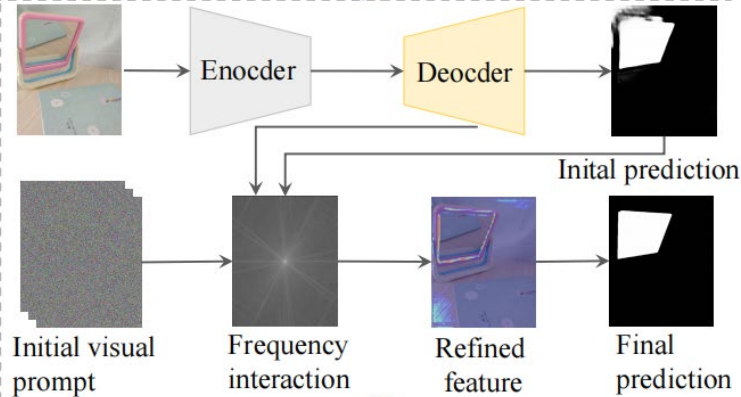 Enocder
Deocder
Inital prediction
Initial visual
prompt
Frequency
interaction
Refined
feature
Final
prediction